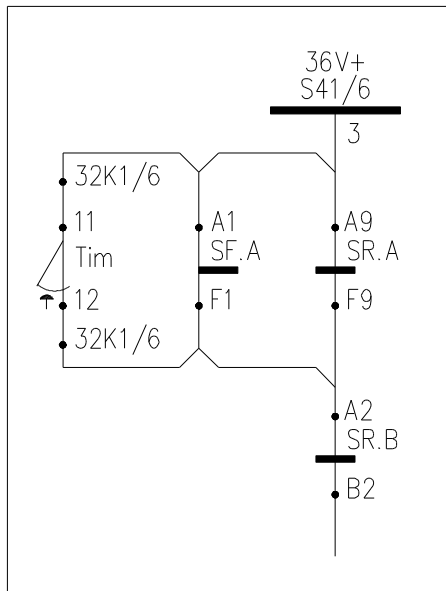 36V+
S41/6
3
32K1/6
11
Tim
12
32K1/6
A1
SF.A
F1
A9
SR.A
F9
A2
SR.B
B2